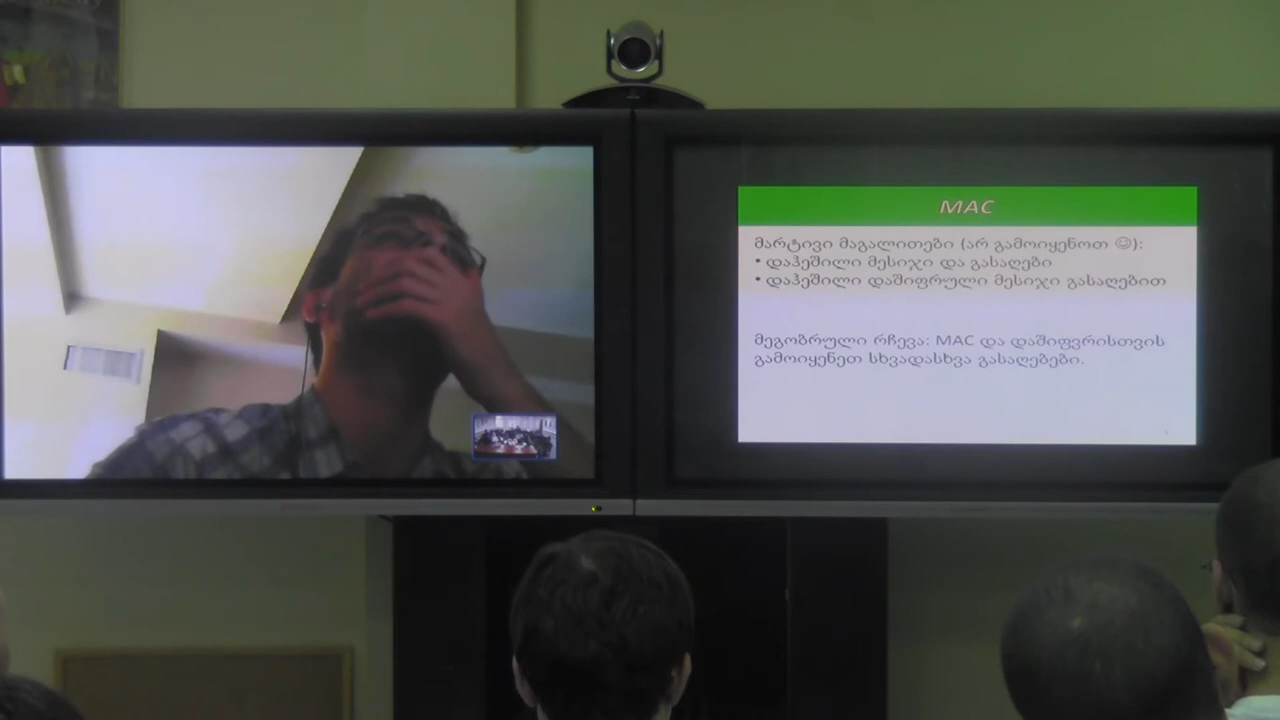 MAC
მარტივი მაგალითები (არ გამოიყენოთ ☺):
• დაჰეშილი მესიჯი და გასაღები
• დაჰეშილი დაშიფრული მესიჯი გასაღებით
მეგობრული რჩევა: MAC და დაშიფვრისთვის
გამოიყენეთ სხვადასხვა გასაღებები.